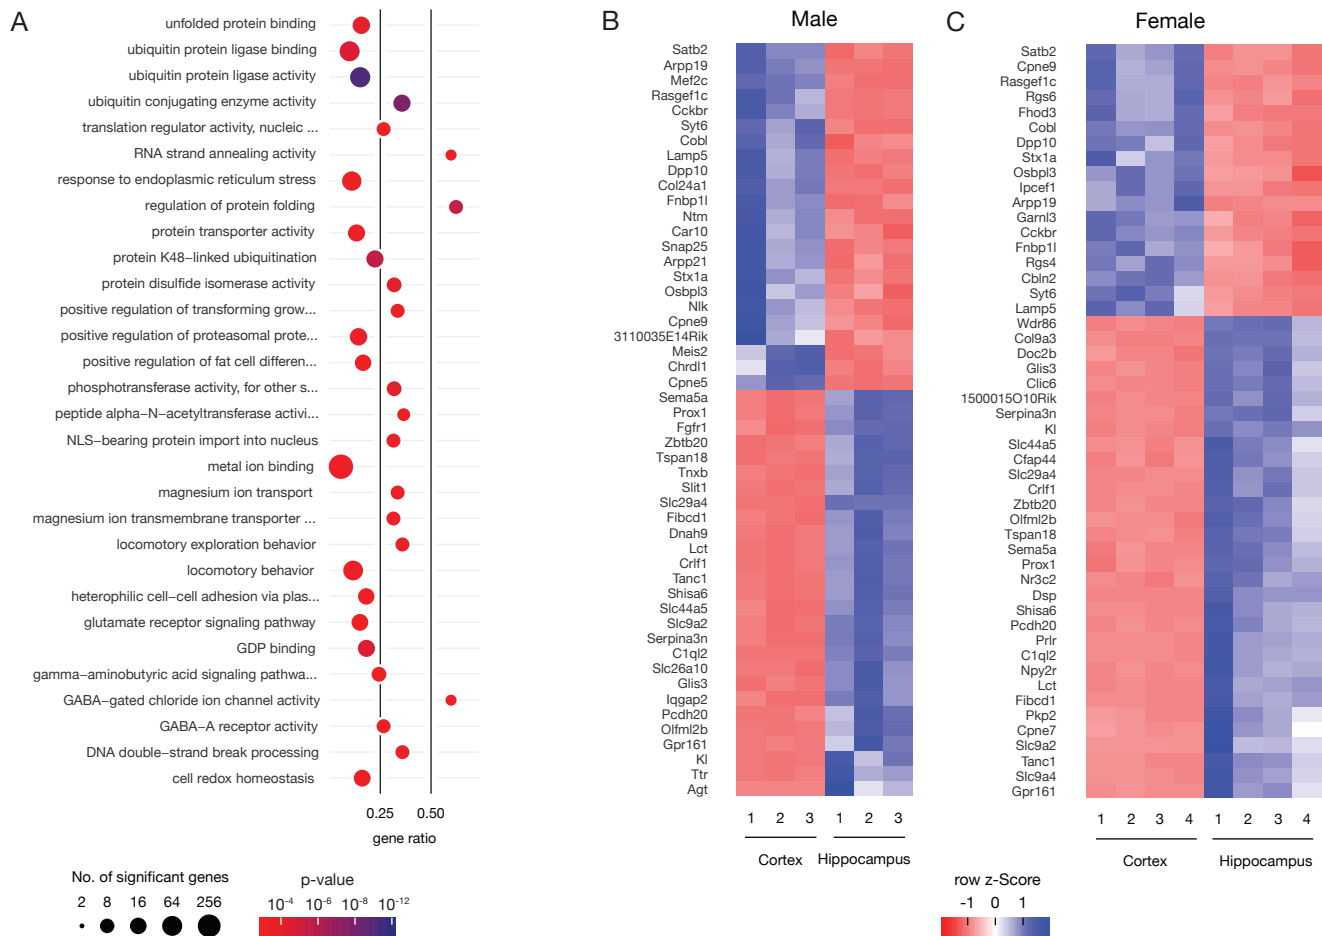 A
unfolded protein binding
ubiquitin protein ligase binding
ubiquitin protein ligase activity
ubiquitin conjugating enzyme activity
translation regulator activity, nucleic ...
RNA strand annealing activity
response to endoplasmic reticulum stress
regulation of protein folding
protein transporter activity
protein K48−linked ubiquitination
protein disulfide isomerase activity
positive regulation of transforming grow...
positive regulation of proteasomal prote...
positive regulation of fat cell differen...
phosphotransferase activity, for other s...
peptide alpha−N−acetyltransferase activi...
NLS−bearing protein import into nucleus
metal ion binding
magnesium ion transport
magnesium ion transmembrane transporter ...
locomotory exploration behavior
locomotory behavior
heterophilic cell−cell adhesion via plas...
glutamate receptor signaling pathway
GDP binding
gamma−aminobutyric acid signaling pathwa...
GABA−gated chloride ion channel activity
GABA−A receptor activity
DNA double−strand break processing
cell redox homeostasis
0.25 0.50
gene ratio
No. of significant genes
2 8 16 64 256
p-value
10⁻⁴ 10⁻⁶ 10⁻⁸ 10⁻¹²
B
Male
Satb2
Arpp19
Mef2c
Rasgef1c
Cckbr
Syt6
Cobl
Lamp5
Dpp10
Col24a1
Fnbp1l
Ntm
Car10
Snap25
Arpp21
Stx1a
Osbpl3
Nlk
Cpne9
3110035E14Rik
Meis2
Chrdl1
Cpne5
Sema5a
Prox1
Fgfr1
Zbtb20
Tspan18
Tnxb
Slit1
Slc29a4
Fibcd1
Dnah9
Lct
Crlf1
Tanc1
Shisa6
Slc44a5
Slc9a2
Serpina3n
C1ql2
Slc26a10
Glis3
Iqgap2
Pcdh20
Olfml2b
Gpr161
Kl
Ttr
Agt
1 2 3 1 2 3
Cortex Hippocampus
C
Female
Satb2
Cpne9
Rasgef1c
Rgs6
Fhod3
Cobl
Dpp10
Stx1a
Osbpl3
Ipcef1
Arpp19
Garnl3
Cckbr
Fnbp1l
Rgs4
Cbln2
Syt6
Lamp5
Wdr86
Col9a3
Doc2b
Glis3
Clic6
1500015O10Rik
Serpina3n
Kl
Slc44a5
Cfap44
Slc29a4
Crlf1
Zbtb20
Olfml2b
Tspan18
Sema5a
Prox1
Nr3c2
Dsp
Shisa6
Pcdh20
Prlr
C1ql2
Npy2r
Lct
Fibcd1
Pkp2
Cpne7
Slc9a2
Tanc1
Slc9a4
Gpr161
1 2 3 4 1 2 3 4
Cortex Hippocampus
row z-Score
-1 0 1